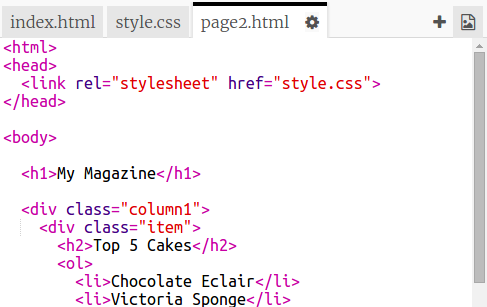 index.html style.css page2.html
<html>
<head>
  <link rel="stylesheet" href="style.css">
</head>

<body>

  <h1>My Magazine</h1>

  <div class="column1">
    <div class="item">
      <h2>Top 5 Cakes</h2>
      <ol>
        <li>Chocolate Eclair</li>
        <li>Victoria Sponge</li>